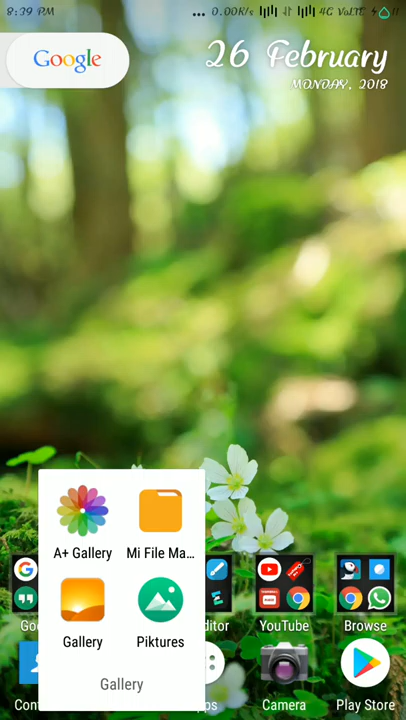 8:39 PM
... 0.00K/s 4G VoLTE
Google
26 February
MONDAY, 2018
A+ Gallery
Mi File Ma...
Gallery
Piktures
Gallery
Goo
ditor
YouTube
Browse
Cont
ps
Camera
Play Store